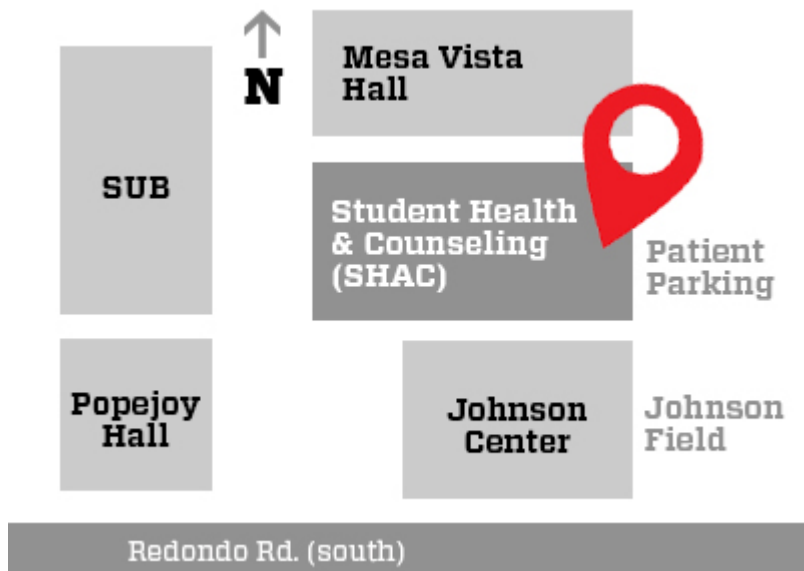 N
Mesa Vista
Hall
SUB
Student Health
& Counseling
(SHAC)
Patient
Parking
Popejoy
Hall
Johnson
Center
Johnson
Field
Redondo Rd. (south)